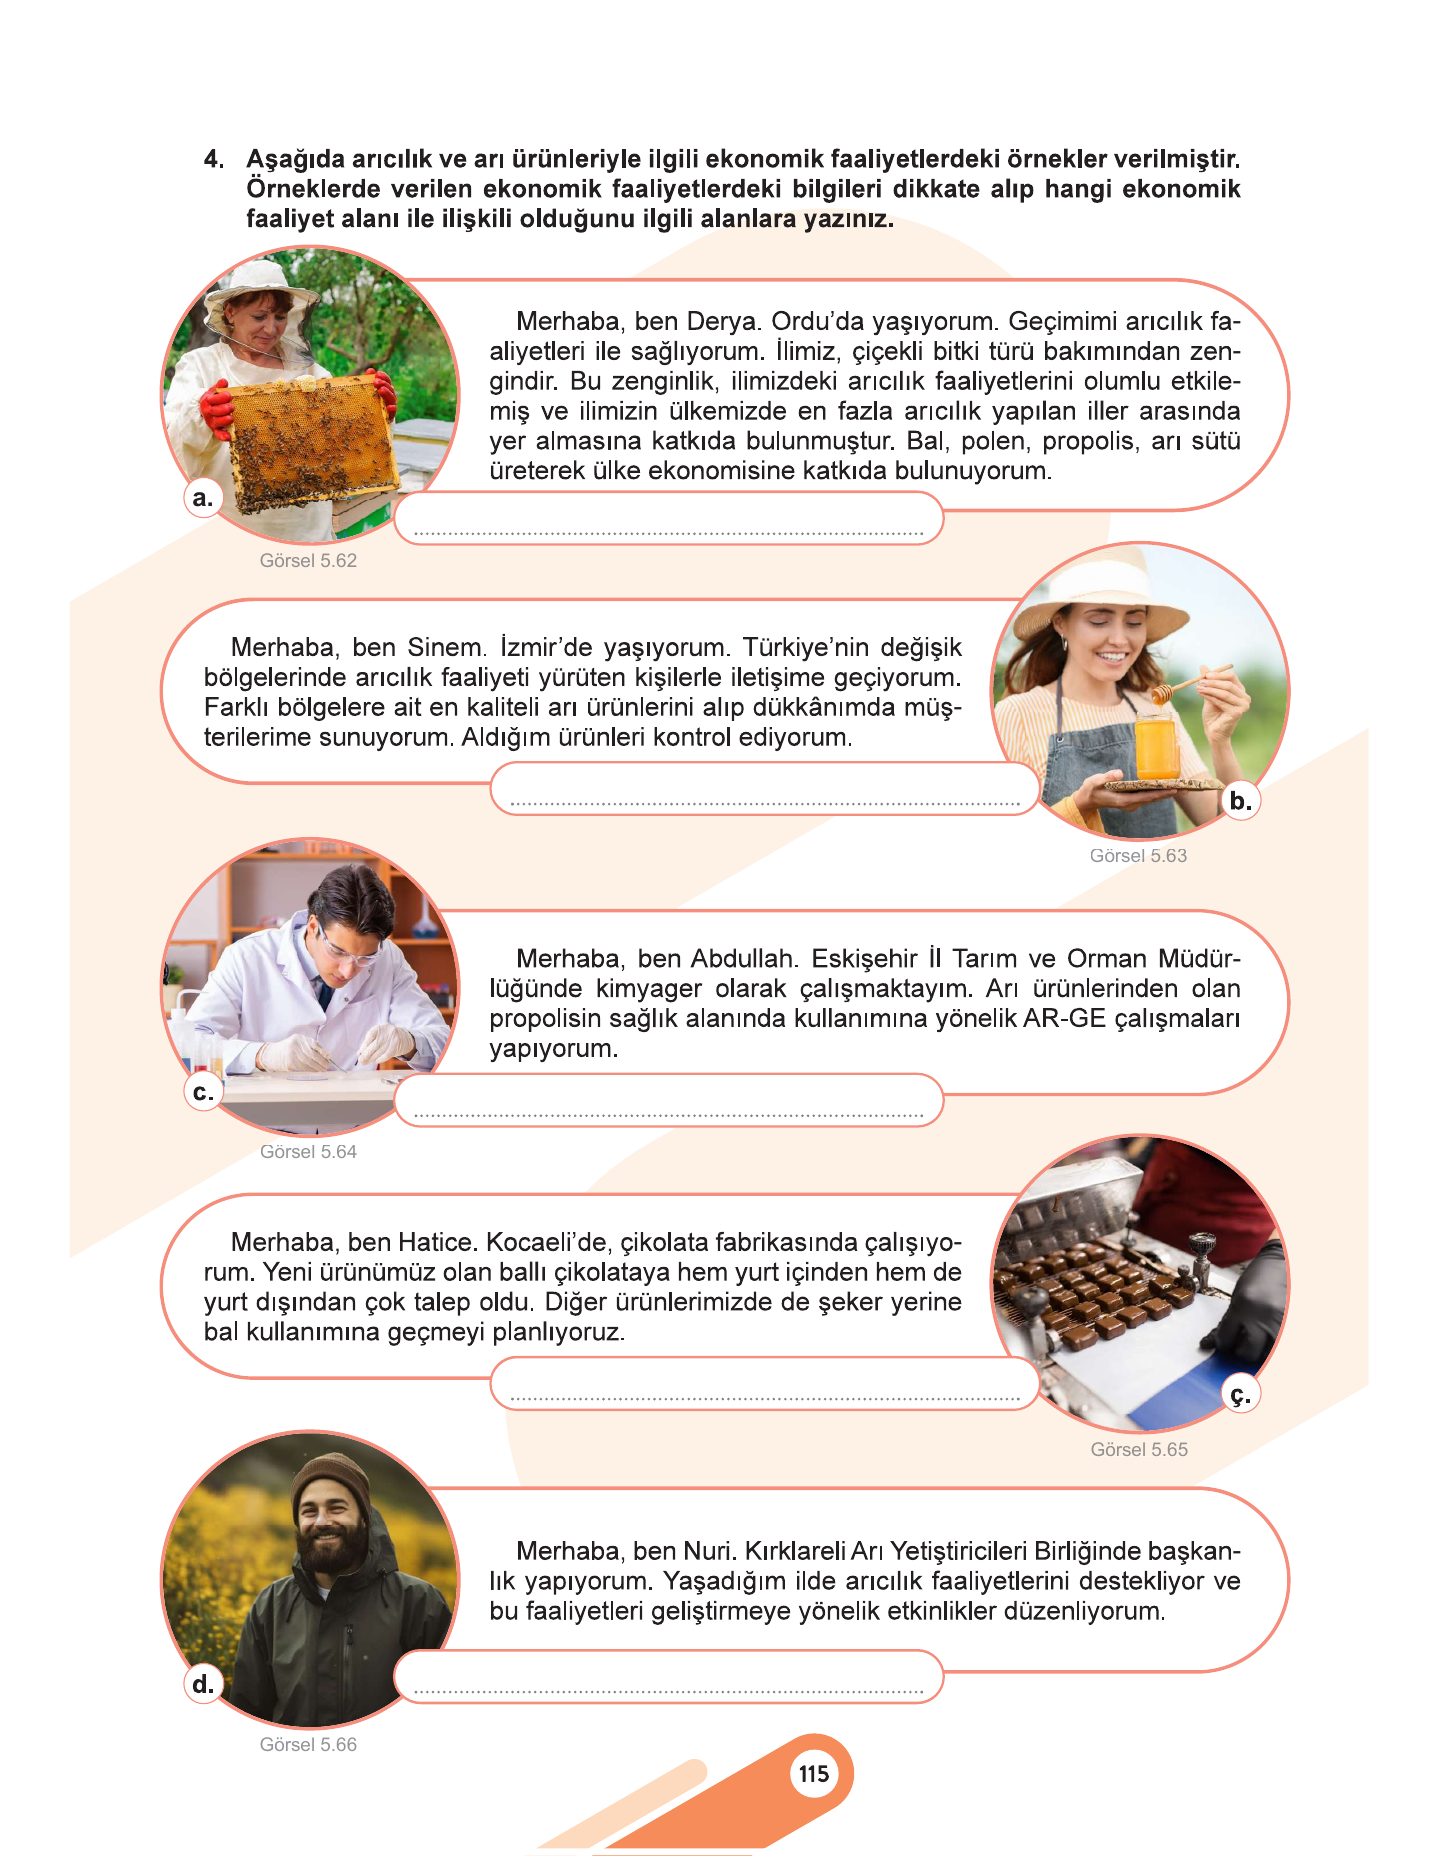 4. Aşağıda arıcılık ve arı ürünleriyle ilgili ekonomik faaliyetlerdeki örnekler verilmiştir.
Örneklerde verilen ekonomik faaliyetlerdeki bilgileri dikkate alıp hangi ekonomik
faaliyet alanı ile ilişkili olduğunu ilgili alanlara yazınız.
Merhaba, ben Derya. Ordu’da yaşıyorum. Geçimimi arıcılık fa-
aliyetleri ile sağlıyorum. İlimiz, çiçekli bitki türü bakımından zen-
gindir. Bu zenginlik, ilimizdeki arıcılık faaliyetlerini olumlu etkile-
miş ve ilimizin ülkemizde en fazla arıcılık yapılan iller arasında
yer almasına katkıda bulunmuştur. Bal, polen, propolis, arı sütü
üreterek ülke ekonomisine katkıda bulunuyorum.
a.
Görsel 5.62
Merhaba, ben Sinem. İzmir’de yaşıyorum. Türkiye’nin değişik
bölgelerinde arıcılık faaliyeti yürüten kişilerle iletişime geçiyorum.
Farklı bölgelere ait en kaliteli arı ürünlerini alıp dükkânımda müş-
terilerime sunuyorum. Aldığım ürünleri kontrol ediyorum.
b.
Görsel 5.63
Merhaba, ben Abdullah. Eskişehir İl Tarım ve Orman Müdür-
lüğünde kimyager olarak çalışmaktayım. Arı ürünlerinden olan
propolisin sağlık alanında kullanımına yönelik AR-GE çalışmaları
yapıyorum.
c.
Görsel 5.64
Merhaba, ben Hatice. Kocaeli’de, çikolata fabrikasında çalışıyo-
rum. Yeni ürünümüz olan ballı çikolataya hem yurt içinden hem de
yurt dışından çok talep oldu. Diğer ürünlerimizde de şeker yerine
bal kullanımına geçmeyi planlıyoruz.
ç.
Görsel 5.65
Merhaba, ben Nuri. Kırklareli Arı Yetiştiricileri Birliğinde başkan-
lık yapıyorum. Yaşadığım ilde arıcılık faaliyetlerini destekliyor ve
bu faaliyetleri geliştirmeye yönelik etkinlikler düzenliyorum.
d.
Görsel 5.66
115